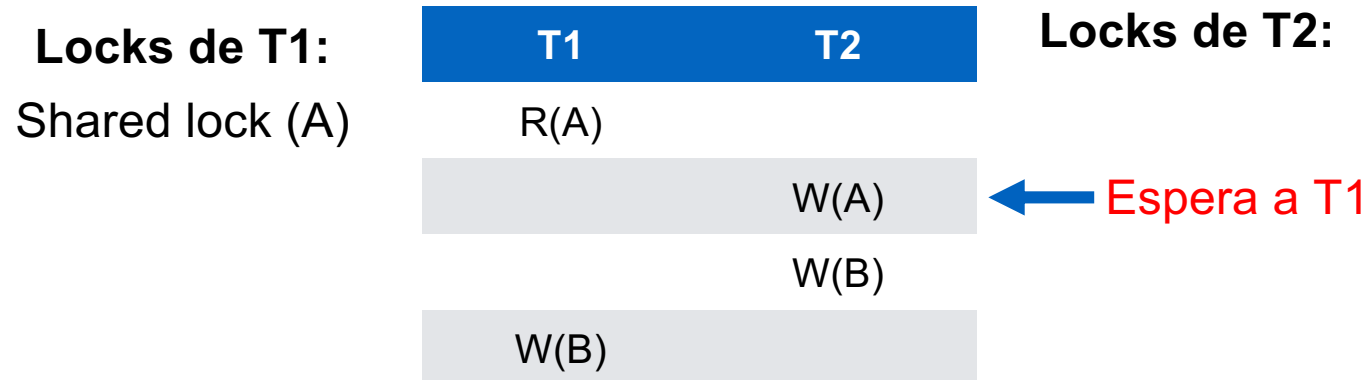 Locks de T1:
T1 T2
Locks de T2:
Shared lock (A)
R(A)
W(A)
Espera a T1
W(B)
W(B)